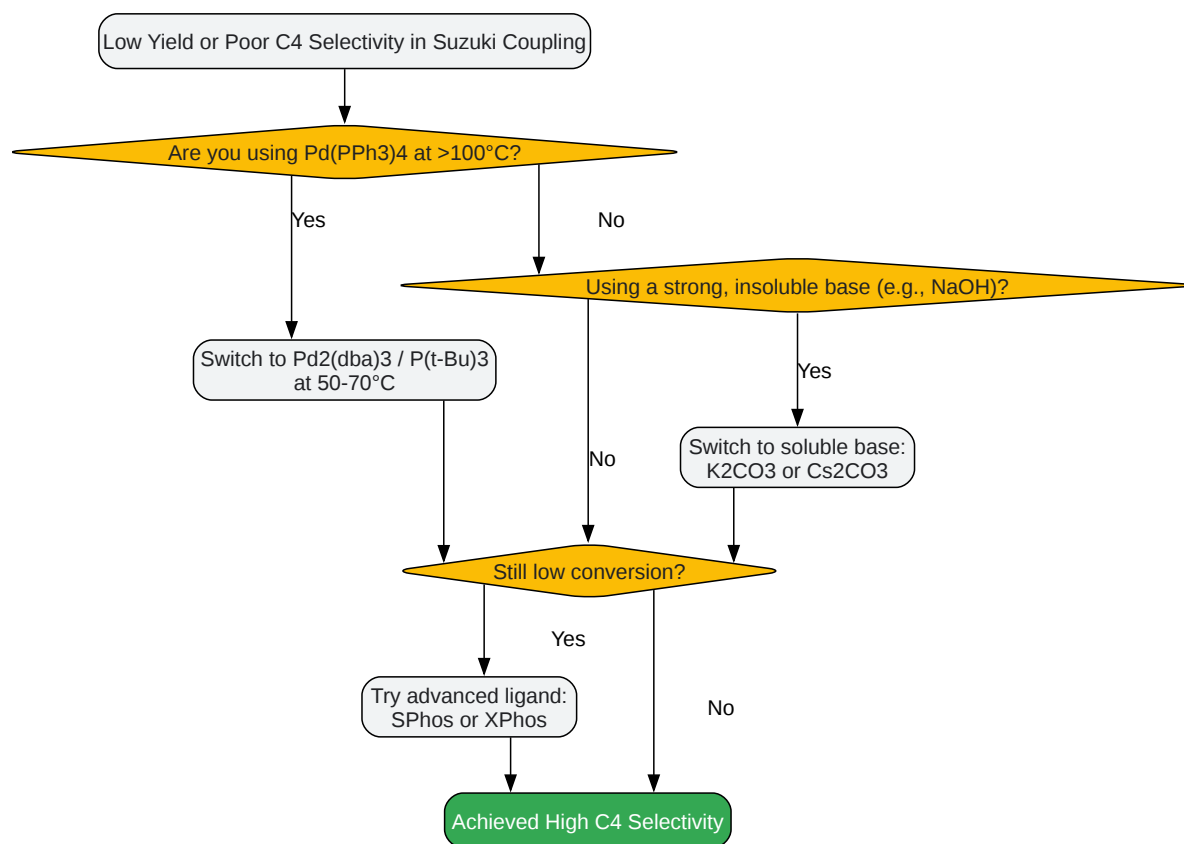 Low Yield or Poor C4 Selectivity in Suzuki Coupling
Are you using Pd(PPh3)4 at >100°C?
Yes
No
Using a strong, insoluble base (e.g., NaOH)?
Switch to Pd2(dba)3 / P(t-Bu)3
at 50-70°C
Yes
No
Switch to soluble base:
K2CO3 or Cs2CO3
Still low conversion?
Yes
Try advanced ligand:
SPhos or XPhos
No
Achieved High C4 Selectivity